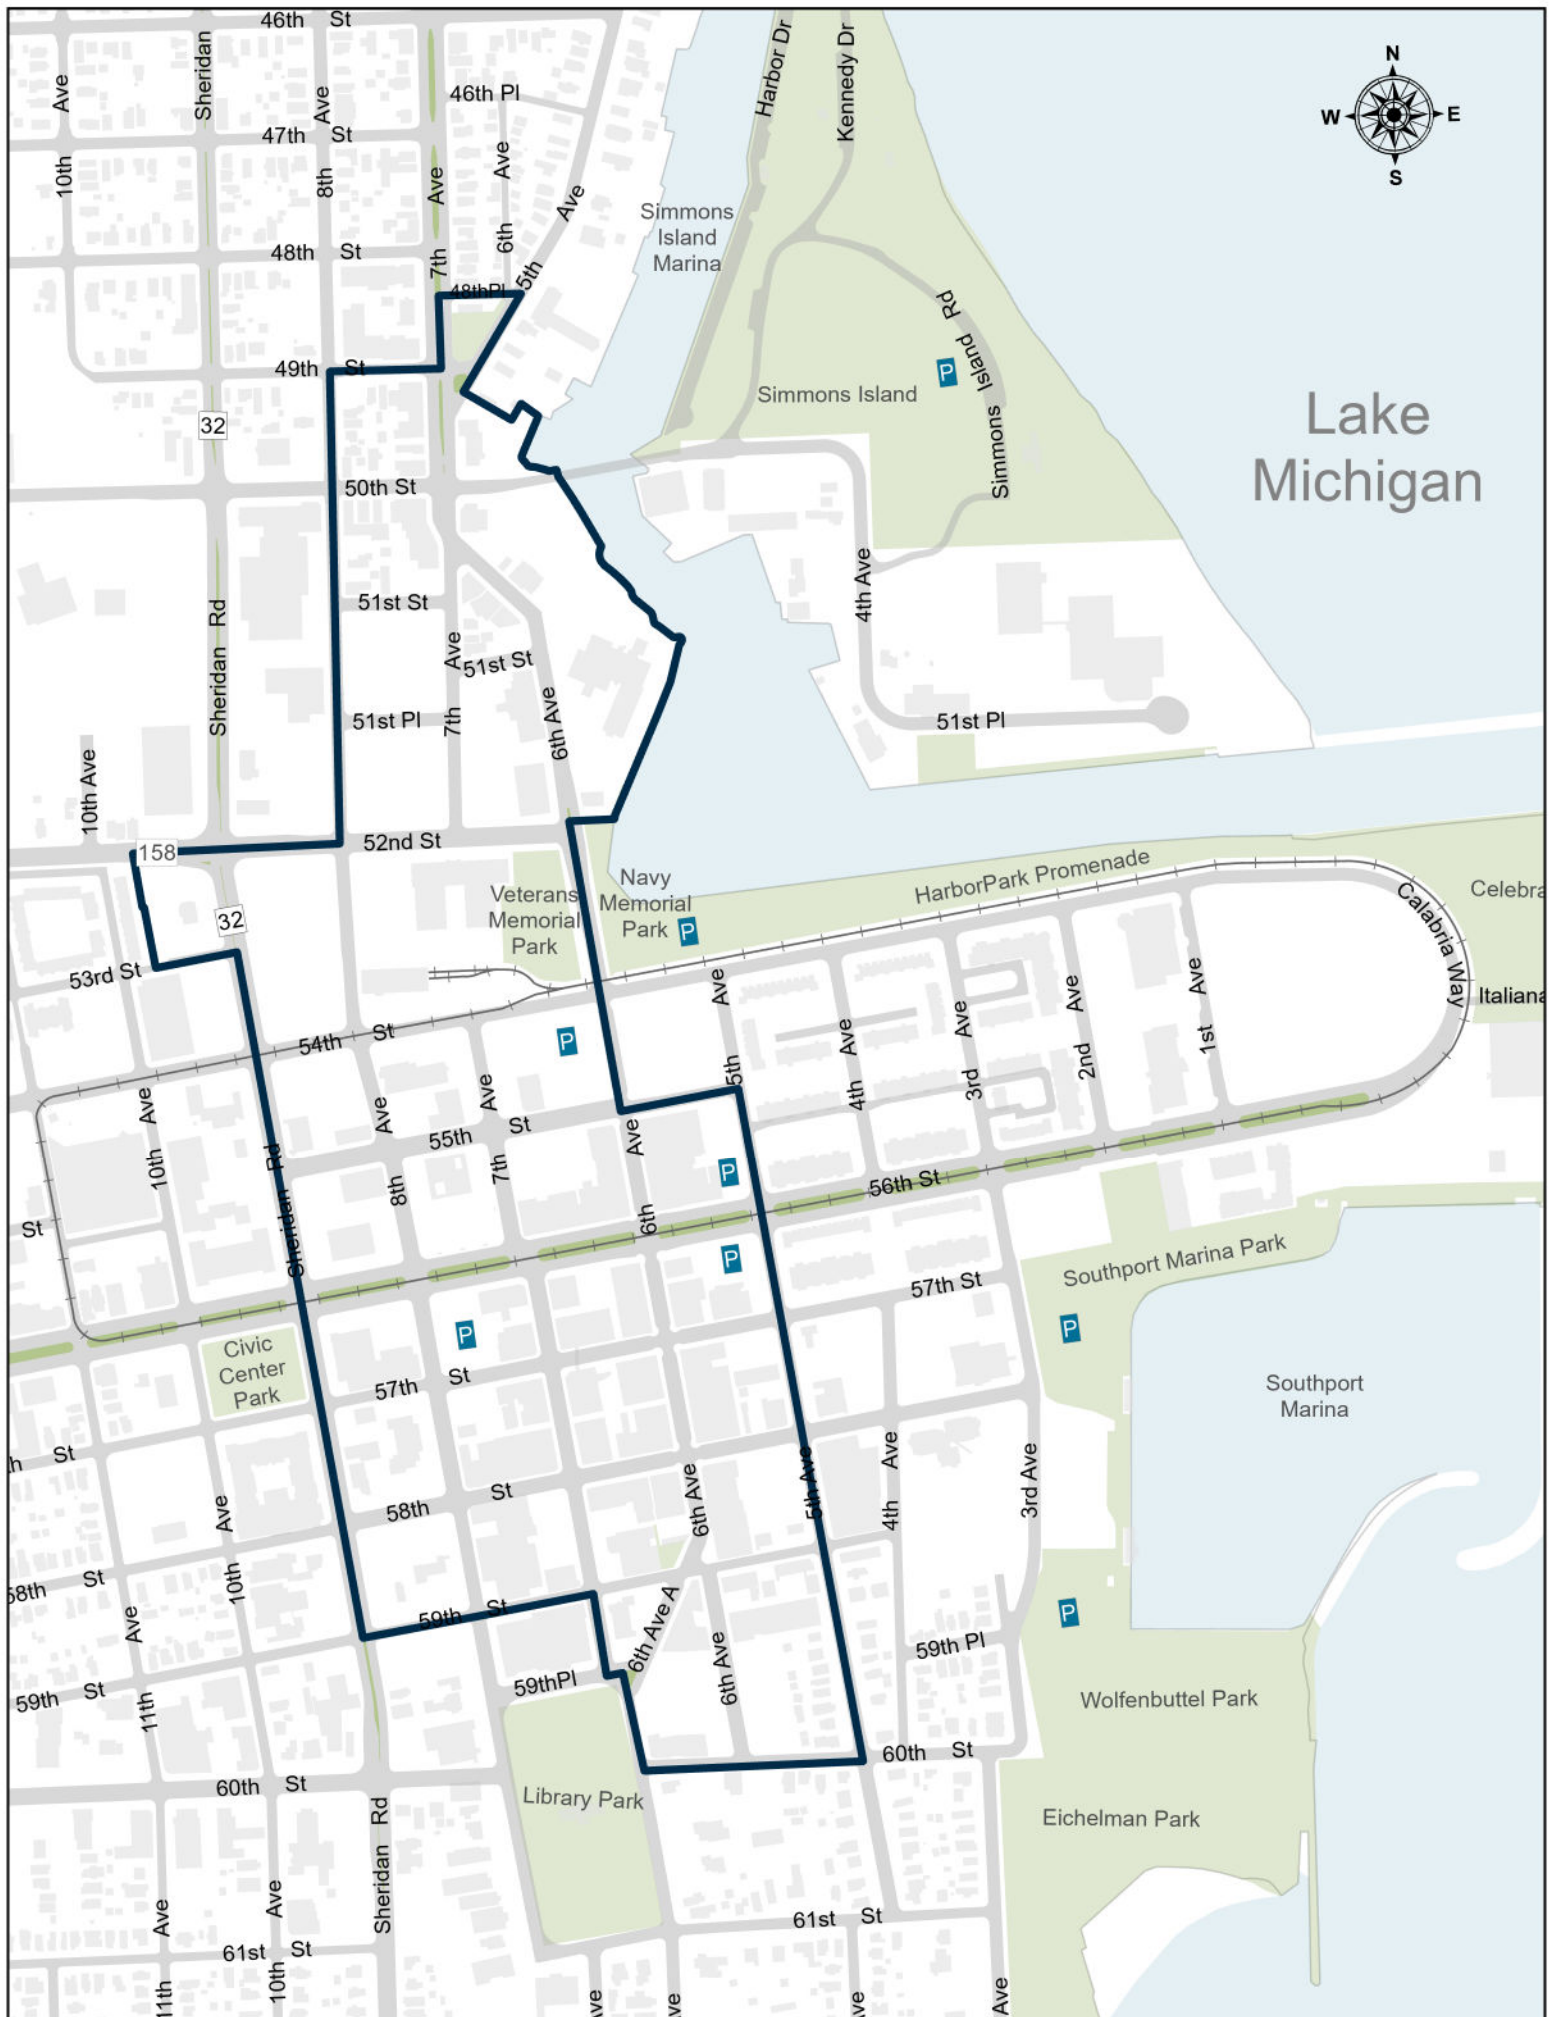 46th St
Sheridan
Harbor Dr
Kennedy Dr
N
W E
S
10th Ave
8th Ave
46th Pl
47th St
7th Ave
6th Ave
5th Ave
Simmons
Island
Marina
48th St
48thPl
Simmons Island Rd
P
49th St
Simmons Island
Lake
Michigan
32
50th St
4th Ave
51st St
Sheridan Rd
7th Ave
51st St
51st Pl
6th Ave
51st Pl
10th Ave
52nd St
158
HarborPark Promenade
Navy
Memorial
Park
P
Veterans
Memorial
Park
Calabria Way
Celebra
32
53rd St
Italiana
5th Ave
4th Ave
3rd Ave
2nd Ave
1st Ave
54th St
P
10th Ave
8th Ave
7th Ave
55th St
6th Ave
P
56th St
Sheridan Rd
St
P
Southport Marina Park
57th St
P
P
Civic
Center
Park
57th St
Southport
Marina
h St
5th Ave
4th Ave
3rd Ave
6th Ave
58th St
10th Ave
58th St
P
59th St
6th Ave A
11th Ave
6th Ave
59th Pl
59thPl
59th St
Wolfenbuttel Park
60th St
60th St
Library Park
Eichelman Park
Sheridan Rd
61st St
11th Ave
10th Ave
61st St
ve
ve
ve
Ave